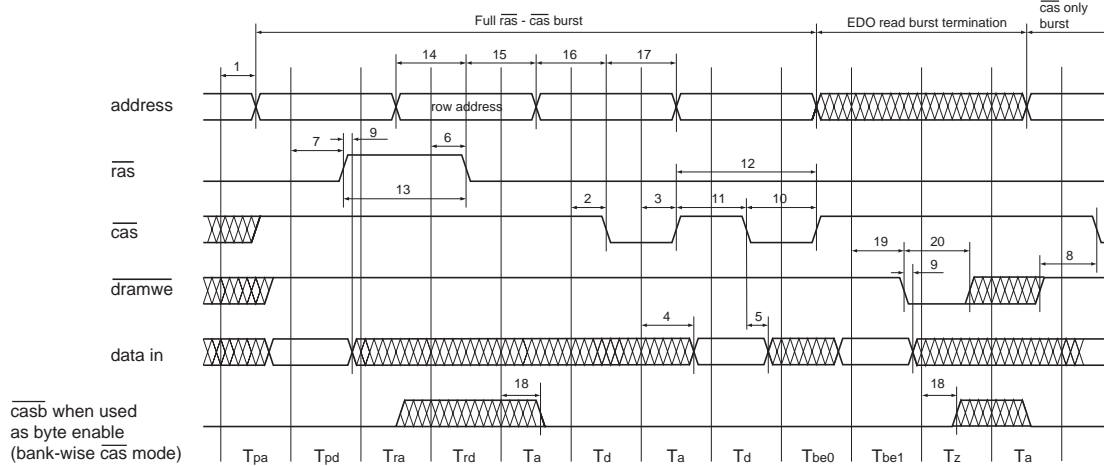 Full ras - cas burst
EDO read burst termination
cas only
burst
14 15 16 17
1
address
row address
7 9 6
12
ras
13
2 3 11 10
cas
19 20
9 8
dramwe
4 5
data in
18 18
casb when used
as byte enable
(bank-wise cas mode)
Tpa Tpd Tra Trd Ta Td Ta Td Tbe0 Tbe1 Tz Ta